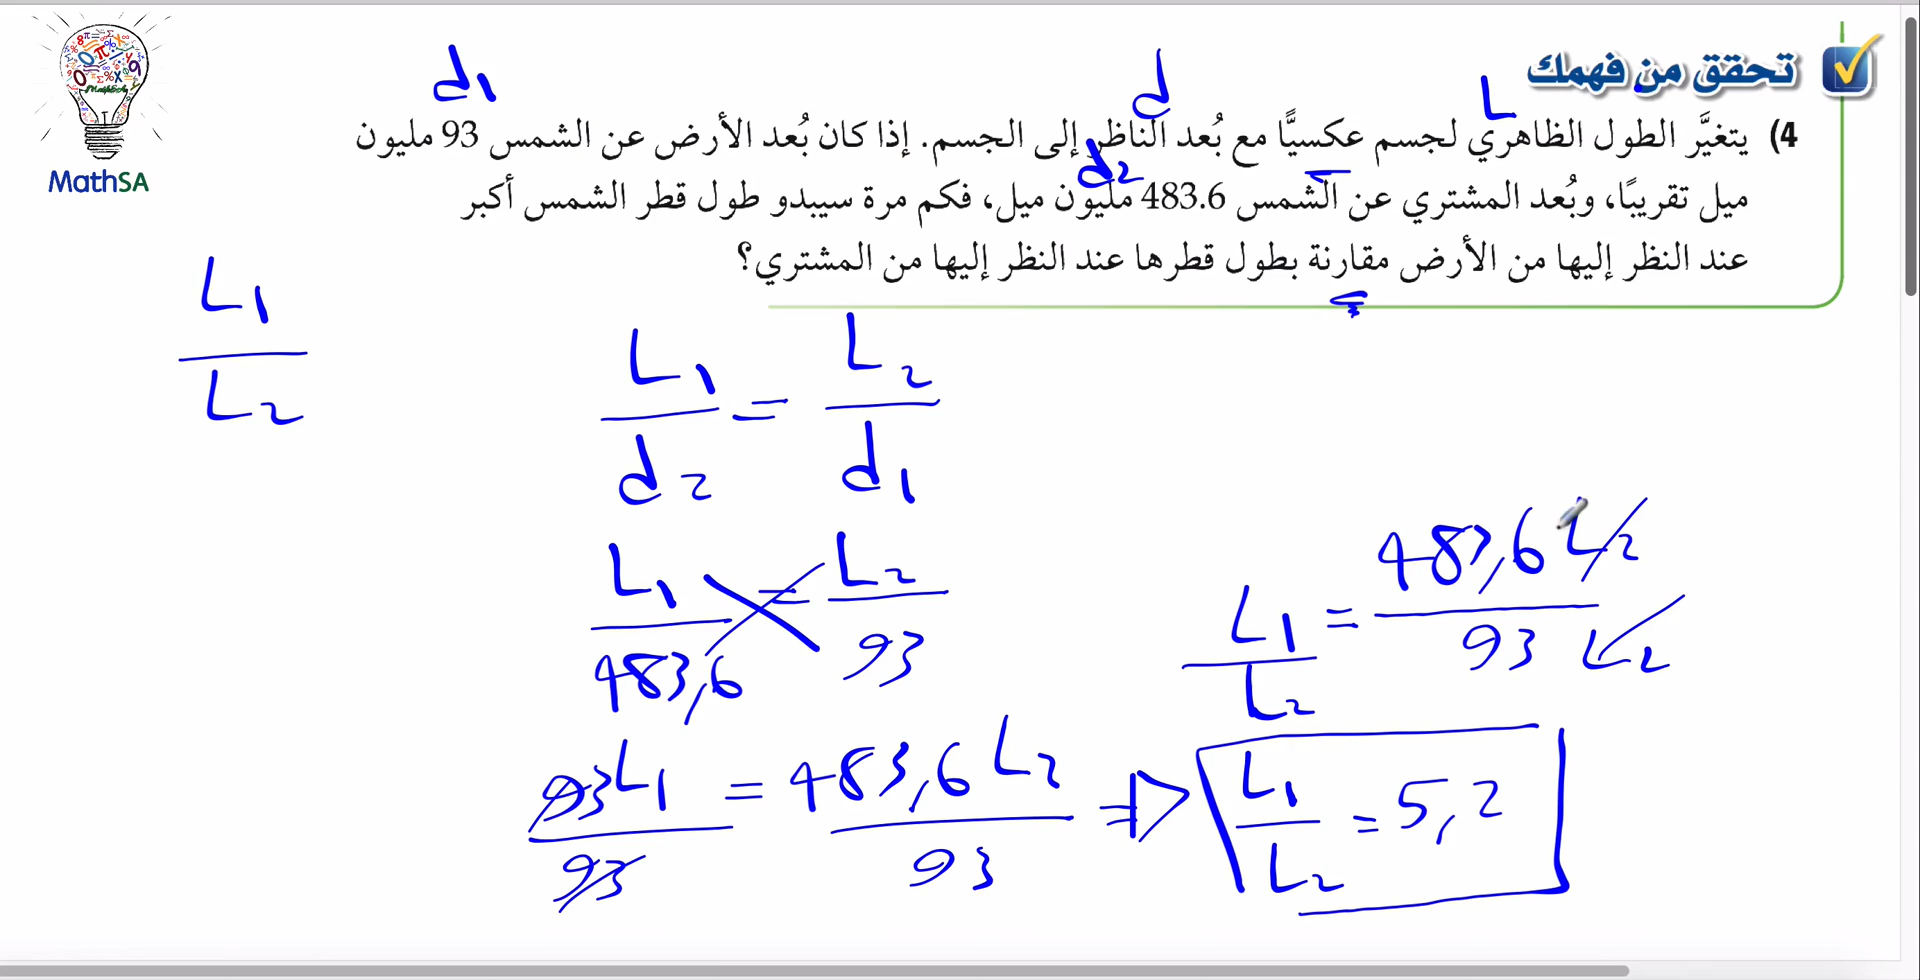 MathSA
تحقق من فهمك
d1
d
L
4) يتغيَّر الطول الظاهري لجسم عكسيًّا مع بُعد الناظر إلى الجسم. إذا كان بُعد الأرض عن الشمس 93 مليون
d2
ميل تقريبًا، وبُعد المشتري عن الشمس 483.6 مليون ميل، فكم مرة سيبدو طول قطر الشمس أكبر
عند النظر إليها من الأرض مقارنة بطول قطرها عند النظر إليها من المشتري؟
L1
L2
L1 = L2
d2 d1
L1 = L2
483,6 93
L1 = 483,6 L2
L2 93 L2
93L1 = 483,6 L2 ⇒ L1 = 5,2
93 93 L2